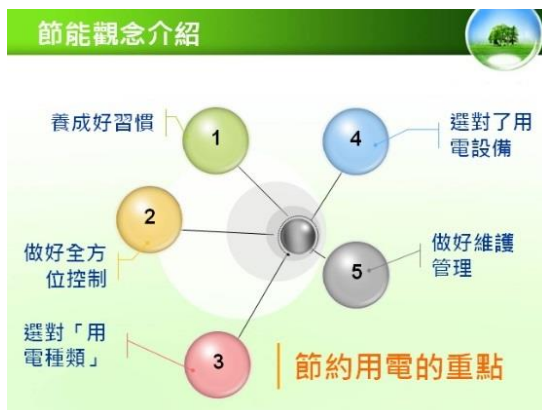 節能觀念介紹
1
養成好習慣
2
做好全方
位控制
3
選對「用
電種類」
4
選對了用
電設備
5
做好維護
管理
節約用電的重點